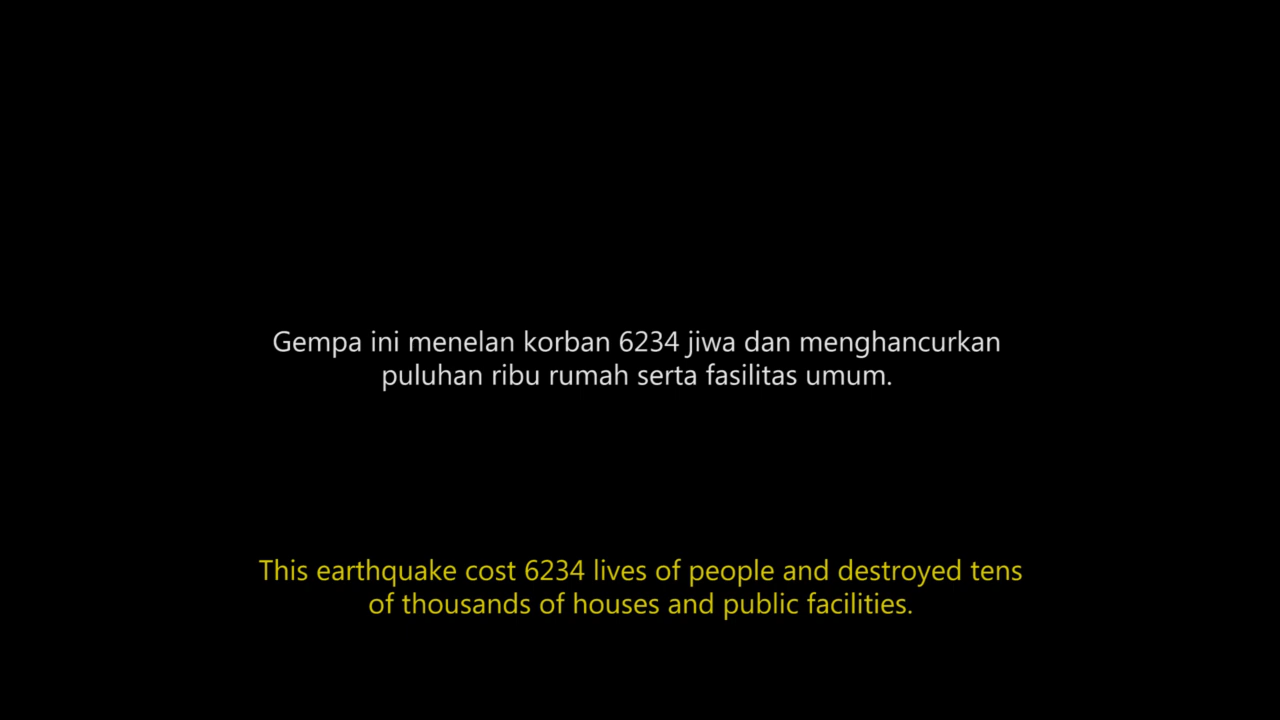 Gempa ini menelan korban 6234 jiwa dan menghancurkan
puluhan ribu rumah serta fasilitas umum.
This earthquake cost 6234 lives of people and destroyed tens
of thousands of houses and public facilities.